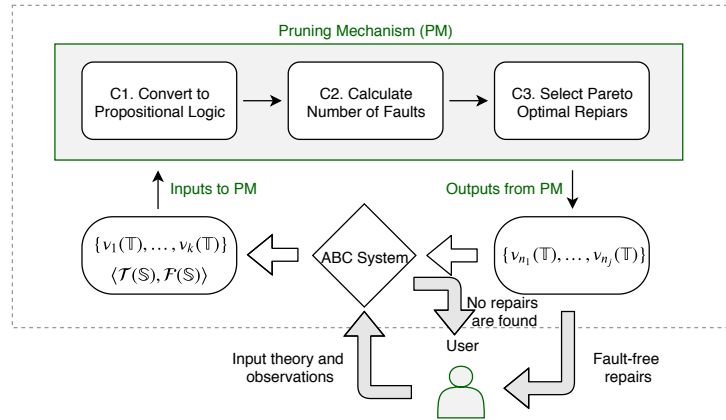 Pruning Mechanism (PM)
C1. Convert to
Propositional Logic
C2. Calculate
Number of Faults
C3. Select Pareto
Optimal Repiars
Inputs to PM
Outputs from PM
{ν₁(𝕋), …, νₖ(𝕋)}
⟨𝒯(𝕊), ℱ(𝕊)⟩
ABC System
{νₙ₁(𝕋), …, νₙⱼ(𝕋)}
No repairs
are found
User
Input theory and
observations
Fault-free
repairs